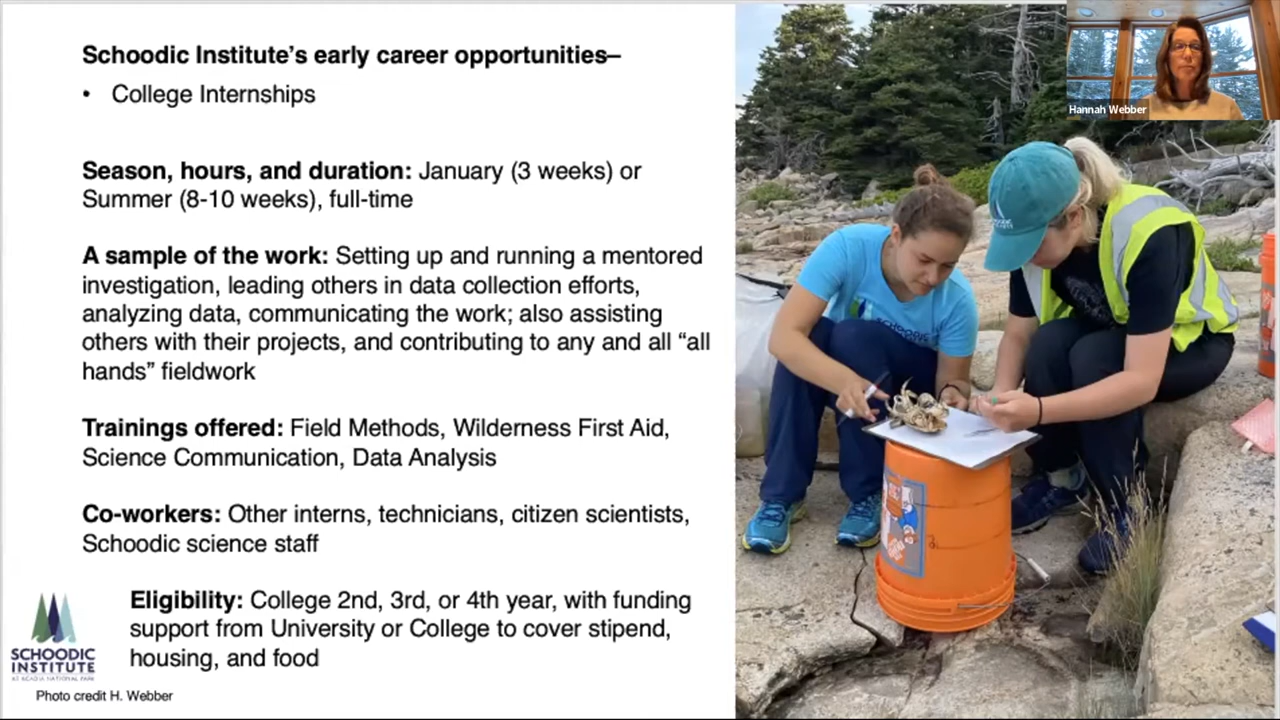 Schoodic Institute’s early career opportunities–
• College Internships
Season, hours, and duration: January (3 weeks) or
Summer (8-10 weeks), full-time
A sample of the work: Setting up and running a mentored
investigation, leading others in data collection efforts,
analyzing data, communicating the work; also assisting
others with their projects, and contributing to any and all “all
hands” fieldwork
Trainings offered: Field Methods, Wilderness First Aid,
Science Communication, Data Analysis
Co-workers: Other interns, technicians, citizen scientists,
Schoodic science staff
Eligibility: College 2nd, 3rd, or 4th year, with funding
support from University or College to cover stipend,
housing, and food
SCHOODIC
INSTITUTE
AT ACADIA NATIONAL PARK
Photo credit H. Webber
Hannah Webber
SCHOODIC